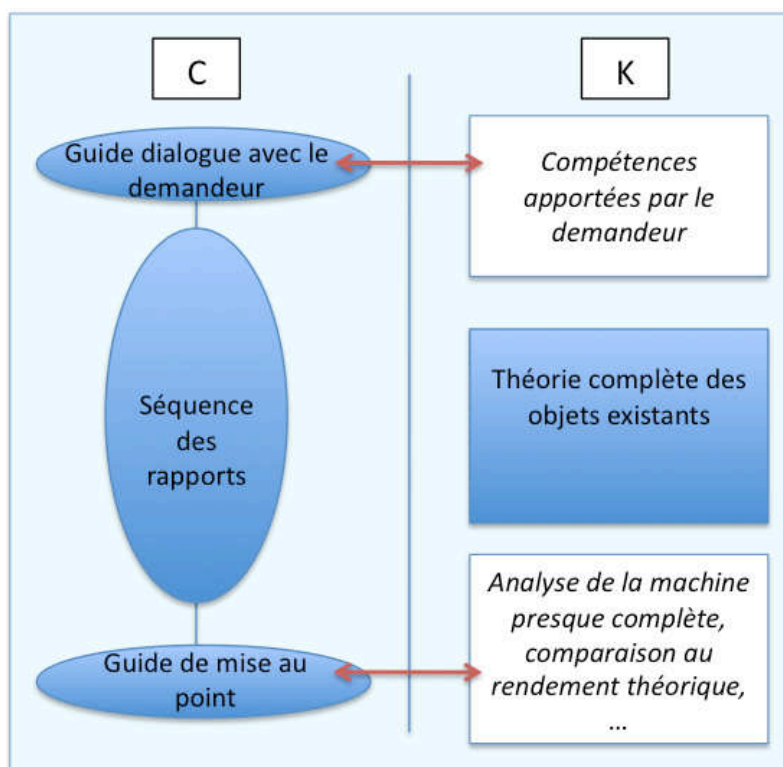 C
K
Guide dialogue avec le
demandeur
Compétences
apportées par le
demandeur
Séquence
des
rapports
Théorie complète des
objets existants
Guide de mise au
point
Analyse de la machine
presque complète,
comparaison au
rendement théorique,
…